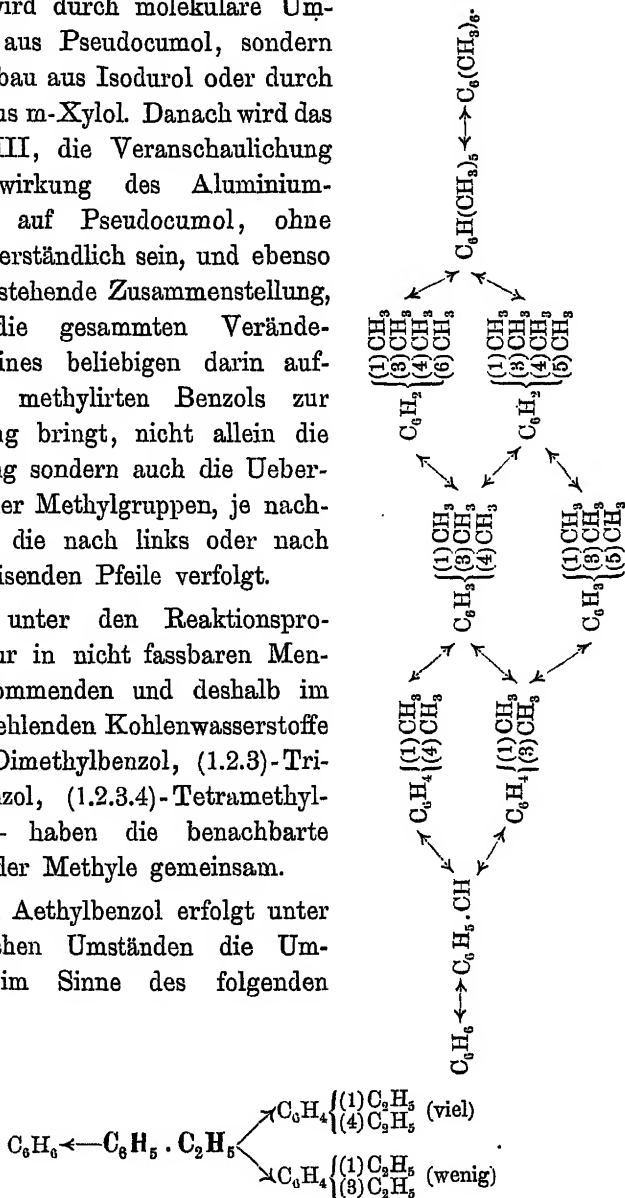 wird durch molekulare Um-
aus Pseudocumol, sondern
bau aus Isodurol oder durch
us m-Xylol. Danach wird das
III, die Veranschaulichung
wirkung des Aluminium-
auf Pseudocumol, ohne
erständlich sein, und ebenso
stehende Zusammenstellung,
die gesammten Verände-
ines beliebigen darin auf-
methylirten Benzols zur
ng bringt, nicht allein die
ng sondern auch die Ueber-
er Methylgruppen, je nach-
die nach links oder nach
isenden Pfeile verfolgt.
unter den Reaktionspro-
ur in nicht fassbaren Men-
ommenden und deshalb im
ehlenden Kohlenwasserstoffe
Dimethylbenzol, (1.2.3)-Tri-
nzol, (1.2.3.4)-Tetramethyl-
– haben die benachbarte
der Methyle gemeinsam.
Aethylbenzol erfolgt unter
chen Umständen die Um-
im Sinne des folgenden
C₆H₆ ⟷ C₆H₅.CH
C₆H₄{(1)CH₃
(4)CH₃
C₆H₄{(1)CH₃
(3)CH₃
C₆H₃{(1)CH₃
(3)CH₃
(4)CH₃
C₆H₃{(1)CH₃
(3)CH₃
(5)CH₃
C₆H₂{(1)CH₃
(3)CH₃
(4)CH₃
(6)CH₃
C₆H₂{(1)CH₃
(3)CH₃
(4)CH₃
(5)CH₃
C₆H(CH₃)₅ ⟷ C₆(CH₃)₆.
C₆H₄{(1)C₂H₅
(4)C₂H₅ (viel)
C₆H₆ ⟵ C₆H₅ . C₂H₅
C₆H₄{(1)C₂H₅
(3)C₂H₅ (wenig)